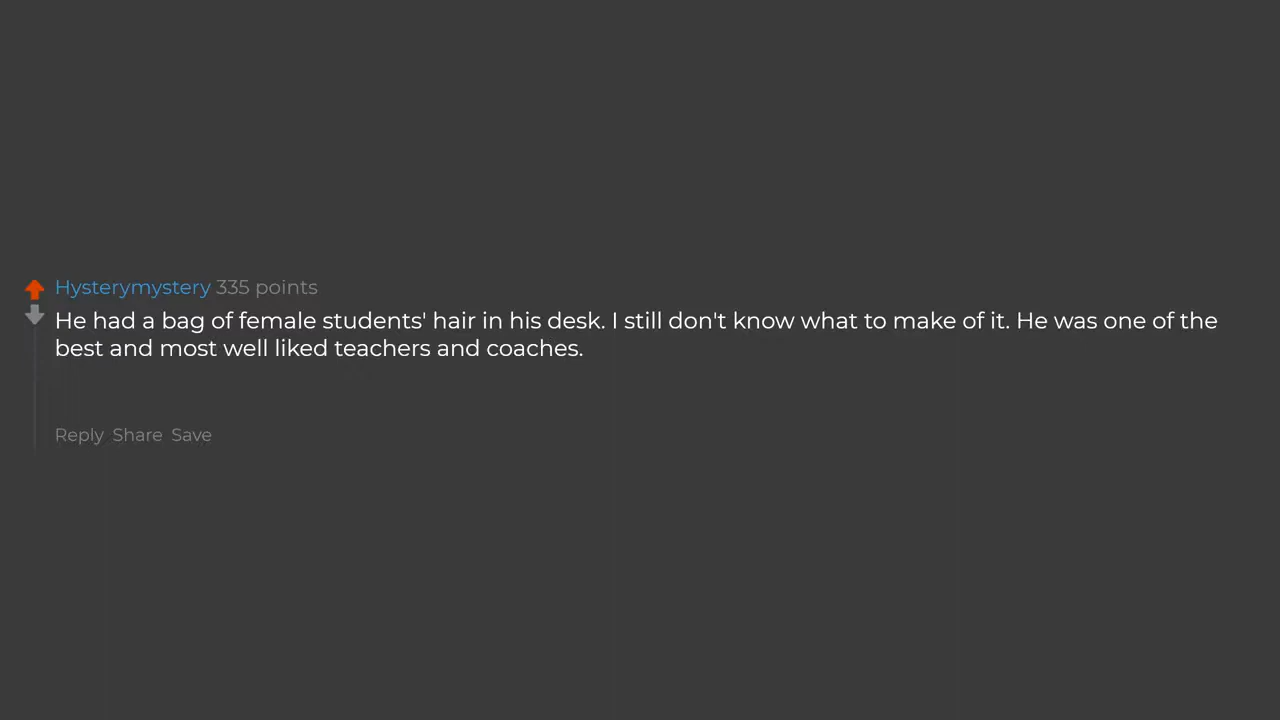 Hysterymystery 335 points
He had a bag of female students' hair in his desk. I still don't know what to make of it. He was one of the
best and most well liked teachers and coaches.
Reply Share Save